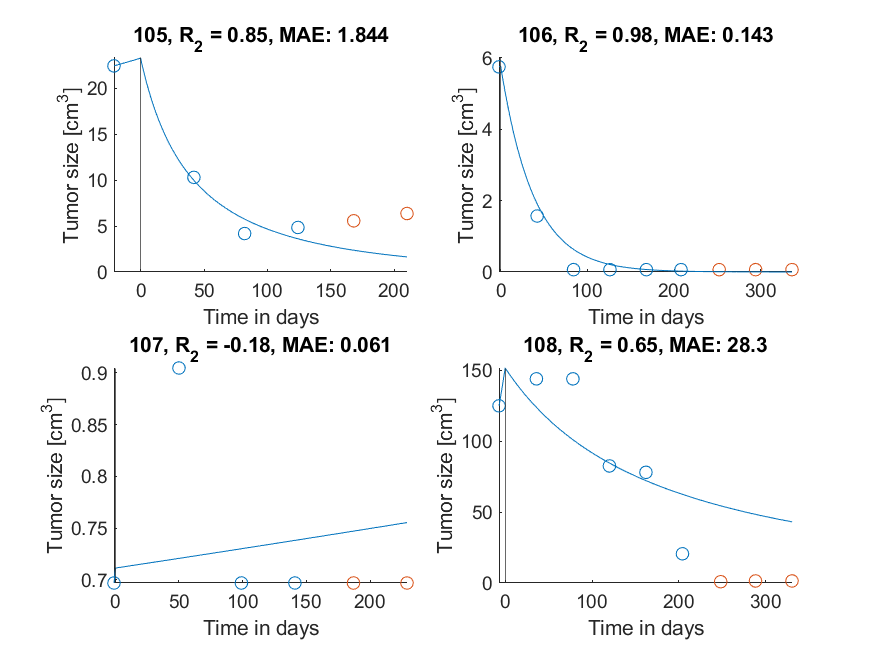 105, R2 = 0.85, MAE: 1.844
Tumor size [cm3]
20
15
10
5
0
0 50 100 150 200
Time in days
106, R2 = 0.98, MAE: 0.143
Tumor size [cm3]
6
4
2
0
0 100 200 300
Time in days
107, R2 = -0.18, MAE: 0.061
Tumor size [cm3]
0.9
0.85
0.8
0.75
0.7
0 50 100 150 200
Time in days
108, R2 = 0.65, MAE: 28.3
Tumor size [cm3]
150
100
50
0
0 100 200 300
Time in days